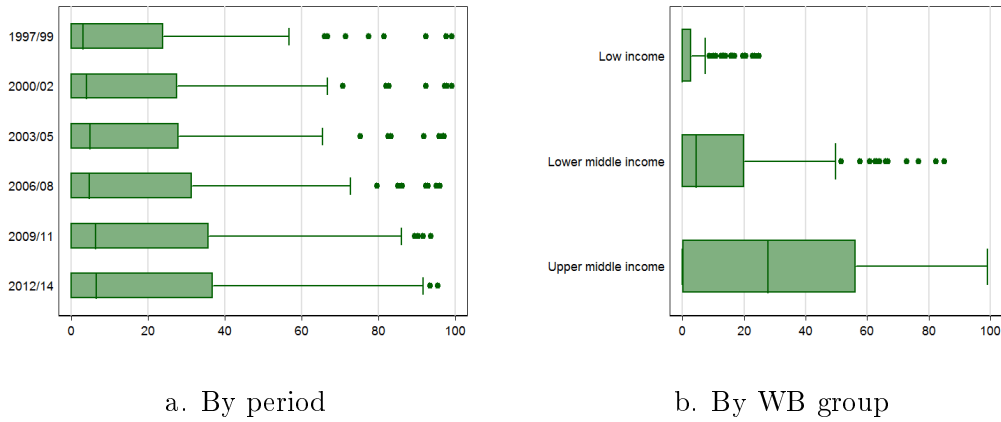 1997/99
2000/02
2003/05
2006/08
2009/11
2012/14
0 20 40 60 80 100
a. By period
Low income
Lower middle income
Upper middle income
0 20 40 60 80 100
b. By WB group